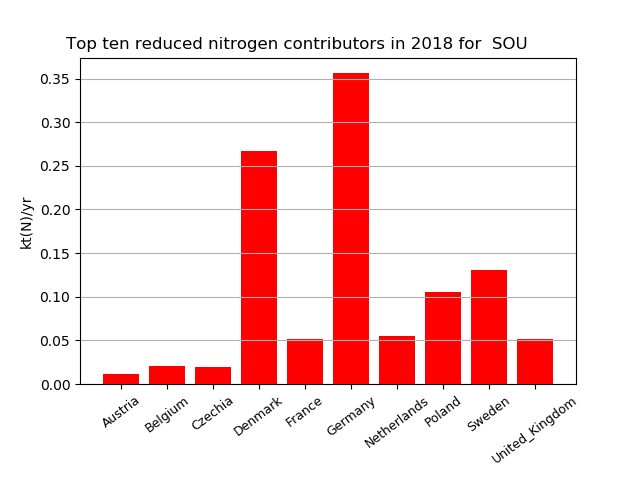 Top ten reduced nitrogen contributors in 2018 for  SOU
kt(N)/yr
0.35
0.30
0.25
0.20
0.15
0.10
0.05
0.00
Austria
Belgium
Czechia
Denmark
France
Germany
Netherlands
Poland
Sweden
United_Kingdom